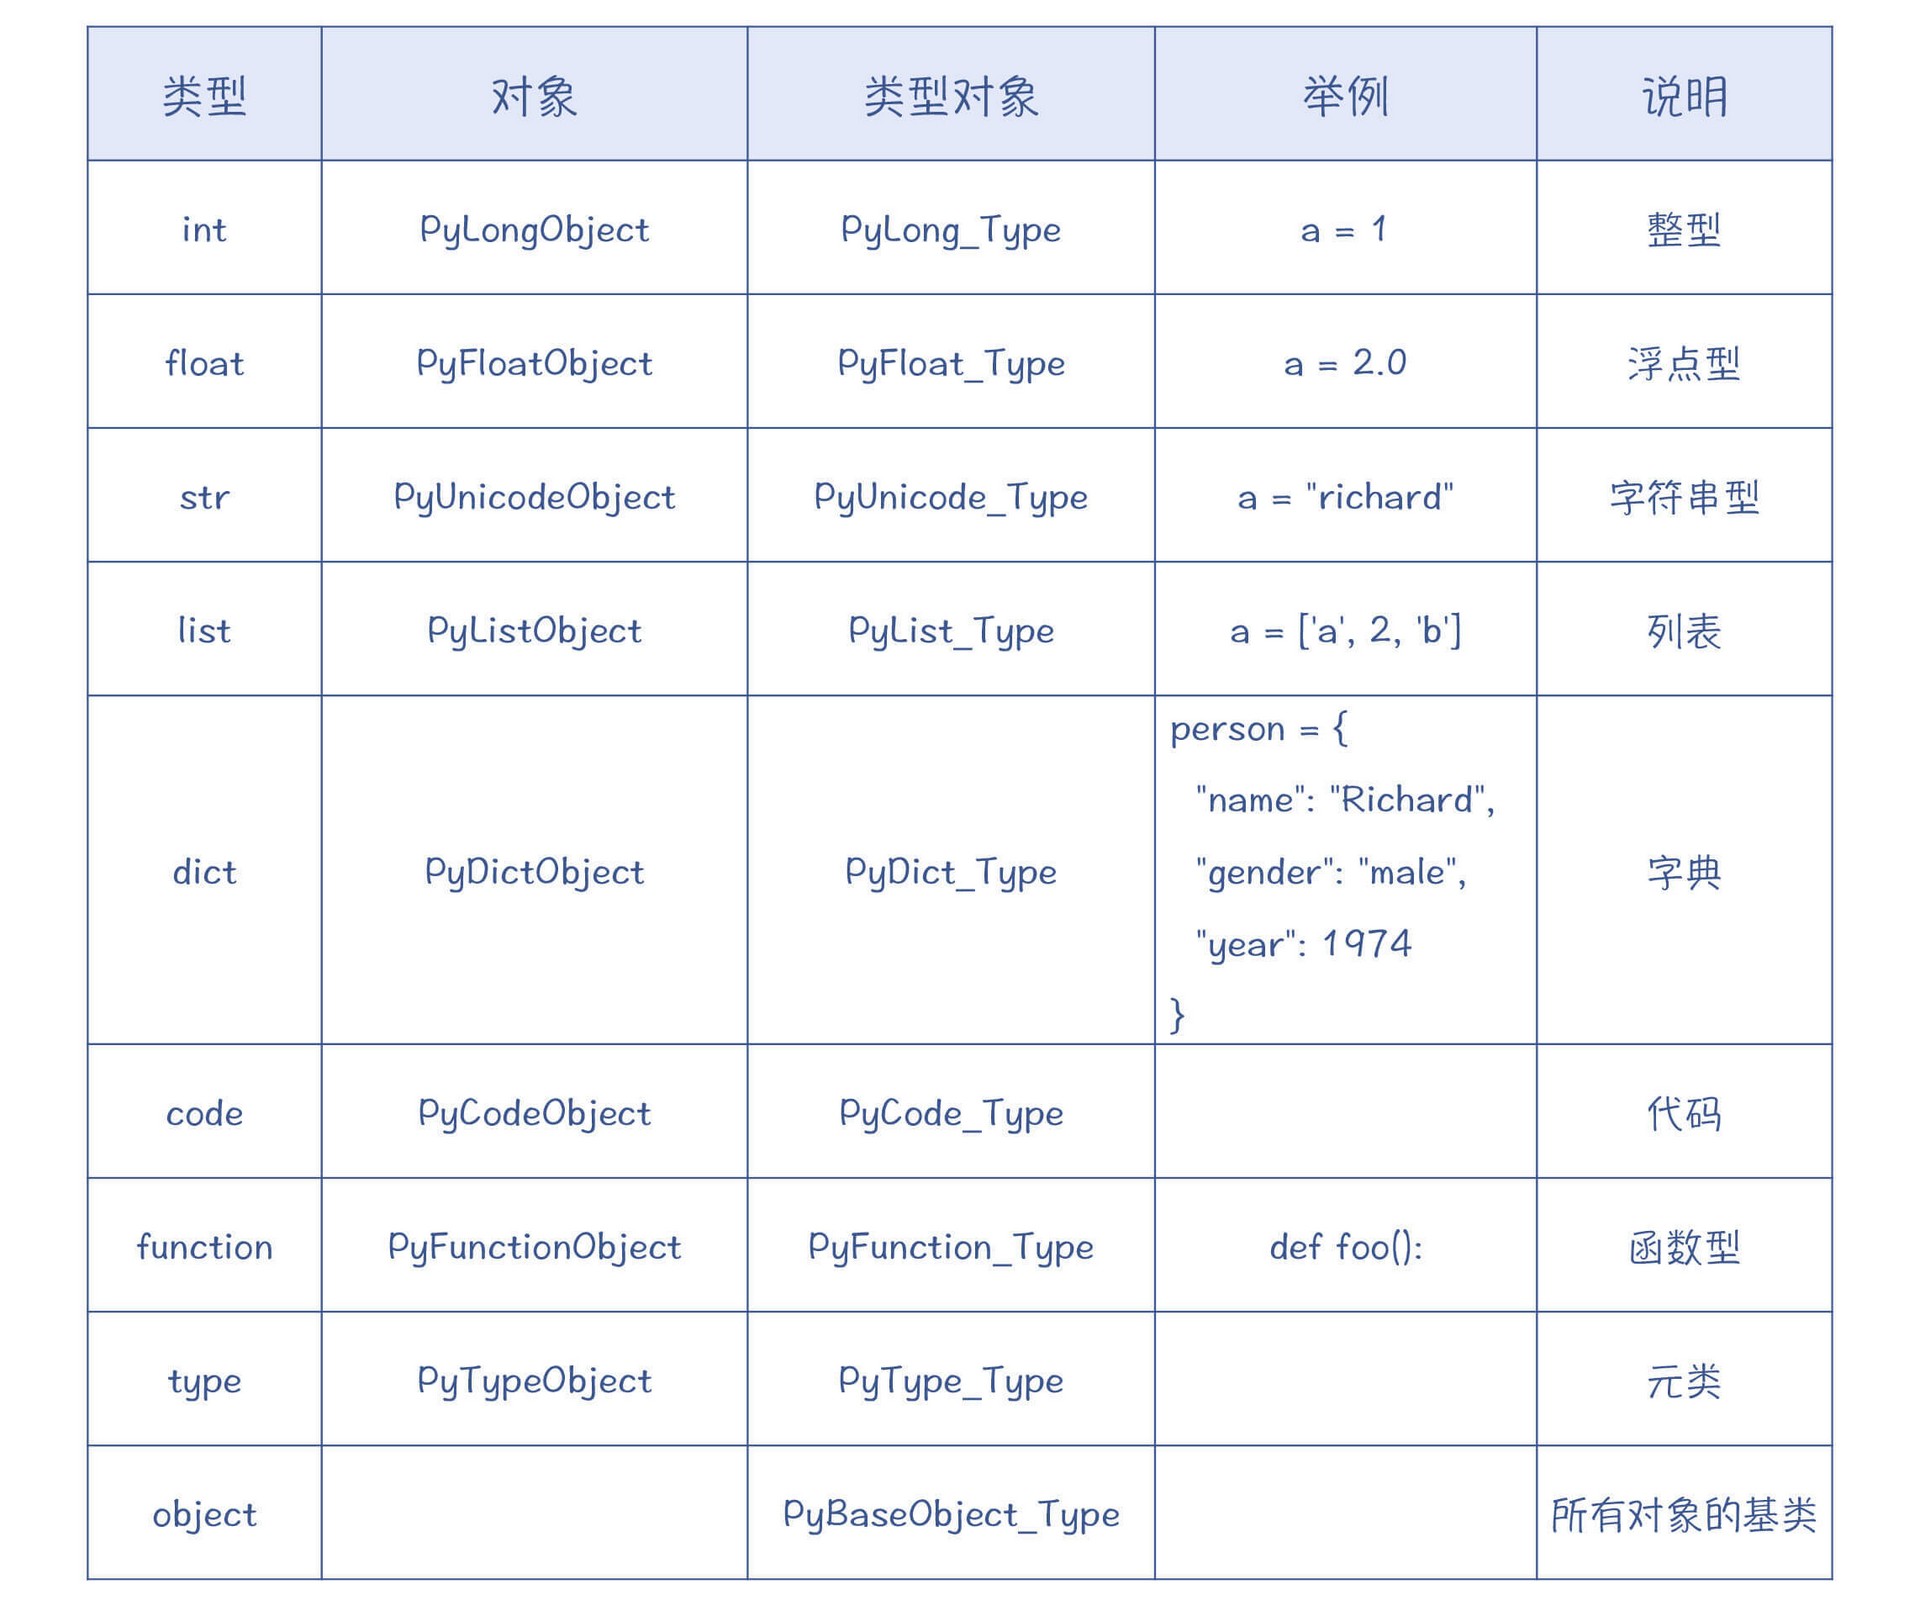 类型 对象 类型对象 举例 说明
int PyLongObject PyLong_Type a = 1 整型
float PyFloatObject PyFloat_Type a = 2.0 浮点型
str PyUnicodeObject PyUnicode_Type a = "richard" 字符串型
list PyListObject PyList_Type a = ['a', 2, 'b'] 列表
dict PyDictObject PyDict_Type
person = {
"name": "Richard",
"gender": "male",
"year": 1974
}
字典
code PyCodeObject PyCode_Type 代码
function PyFunctionObject PyFunction_Type def foo(): 函数型
type PyTypeObject PyType_Type 元类
object PyBaseObject_Type 所有对象的基类